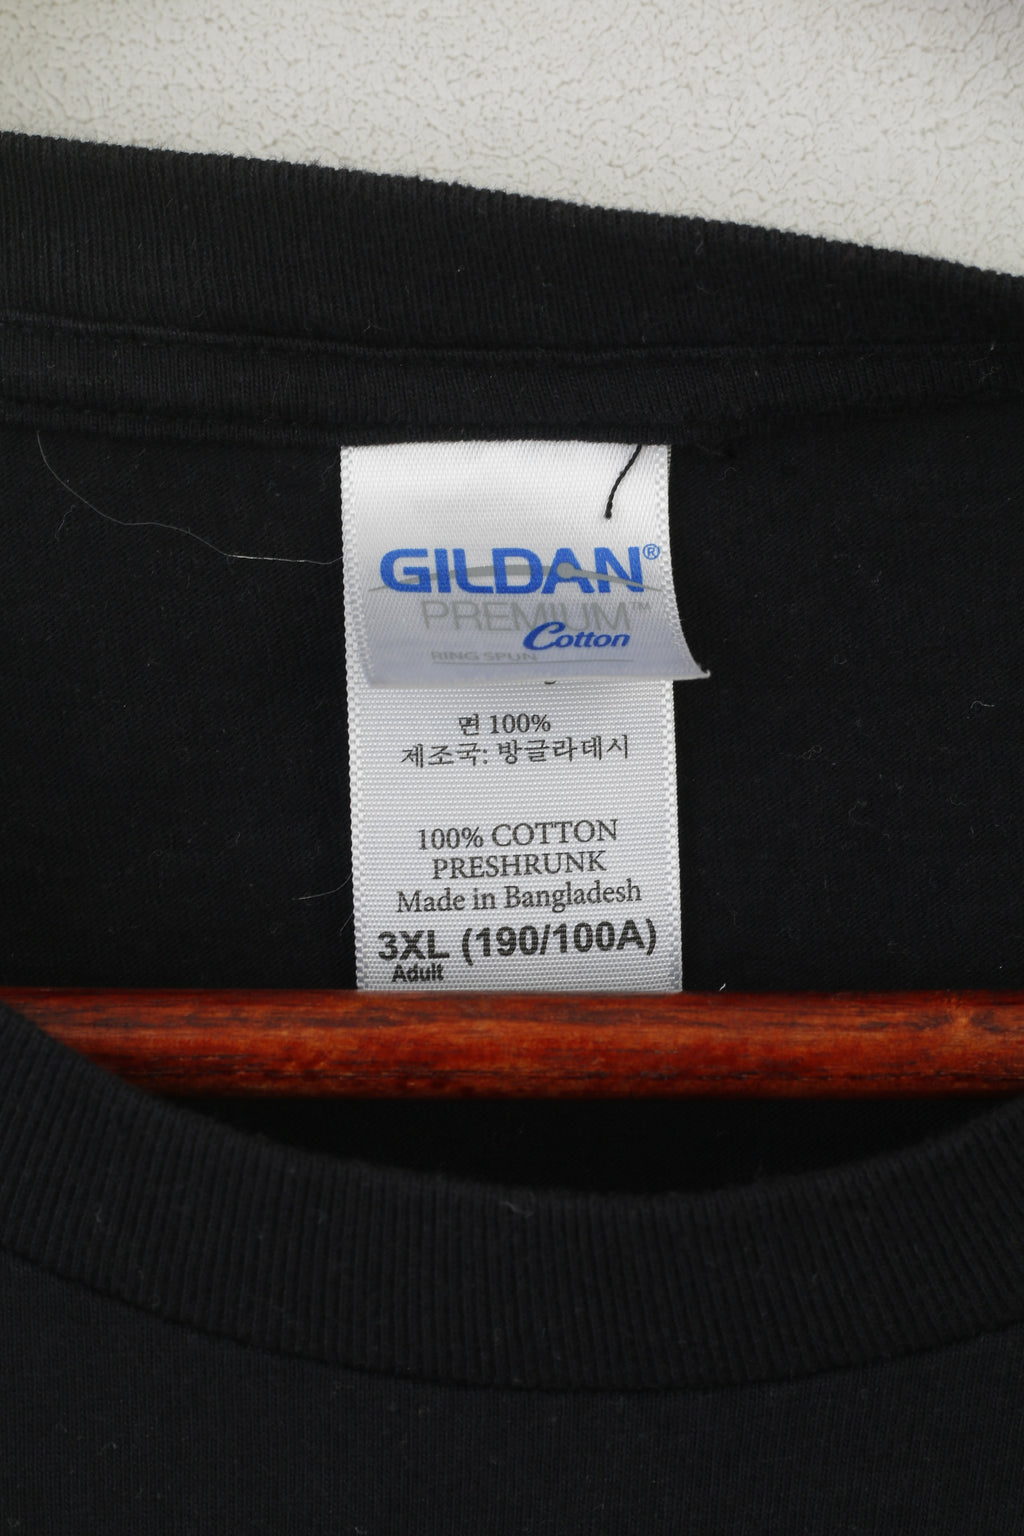 GILDAN®
PREMIUM™
Cotton
RING SPUN
면 100%
제조국: 방글라데시
100% COTTON
PRESHRUNK
Made in Bangladesh
3XL (190/100A)
Adult